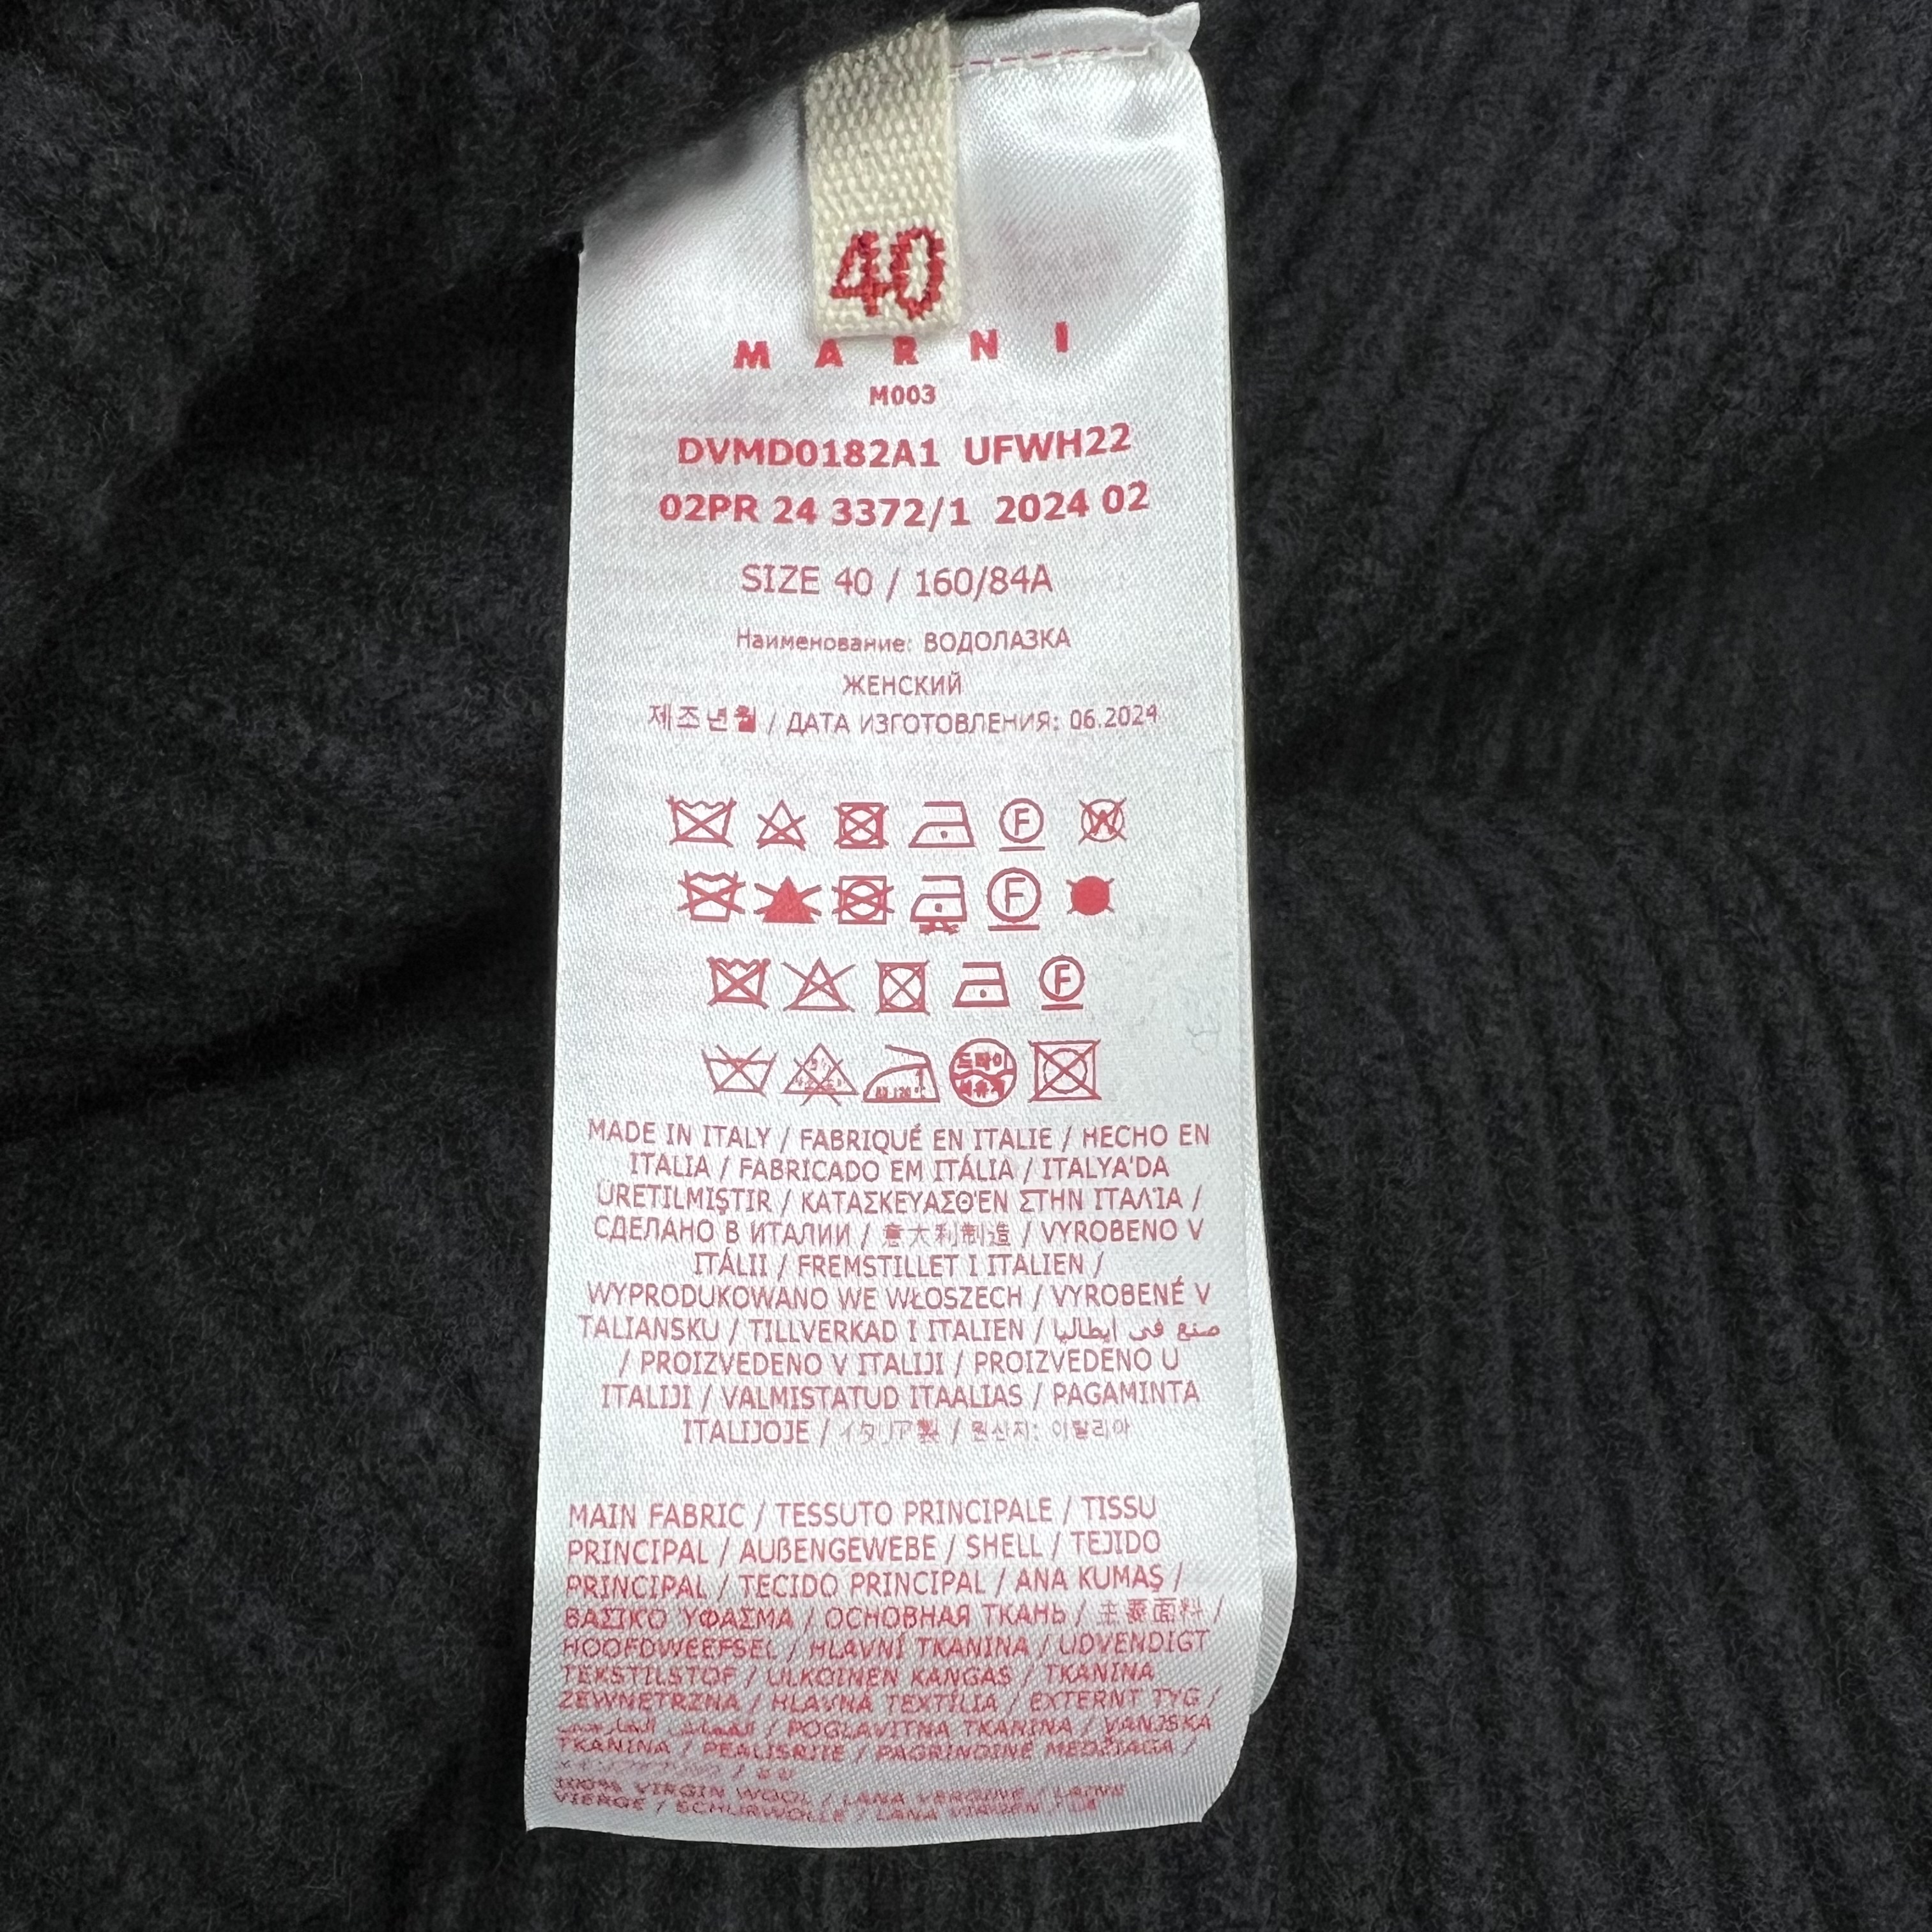 40
MARNI
M003
DVMD0182A1 UFWH22
02PR 24 3372/1 2024 02
SIZE 40 / 160/84A
Наименование: ВОДОЛАЗКА
ЖЕНСКИЙ
제조년월 / ДАТА ИЗГОТОВЛЕНИЯ: 06.2024
F W
F
F
드라이
MADE IN ITALY / FABRIQUÉ EN ITALIE / HECHO EN
ITALIA / FABRICADO EM ITÁLIA / ITALYA'DA
ÜRETILMIŞTIR / ΚΑΤΑΣΚΕΥΑΣΘΈΝ ΣΤΗΝ ΙΤΑΛΊΑ /
СДЕЛАНО В ИТАЛИИ / 意大利制造 / VYROBENO V
ITÁLII / FREMSTILLET I ITALIEN /
WYPRODUKOWANO WE WŁOSZECH / VYROBENÉ V
TALIANSKU / TILLVERKAD I ITALIEN / صنع في ايطاليا
/ PROIZVEDENO V ITALIJI / PROIZVEDENO U
ITALIJI / VALMISTATUD ITAALIAS / PAGAMINTA
ITALIJOJE / イタリア製 / 원산지: 이탈리아
MAIN FABRIC / TESSUTO PRINCIPALE / TISSU
PRINCIPAL / AUßENGEWEBE / SHELL / TEJIDO
PRINCIPAL / TECIDO PRINCIPAL / ANA KUMAŞ /
ΒΑΣΙΚΟ ΎΦΑΣΜΑ / ОСНОВНАЯ ТКАНЬ / 主要面料 /
HOOFDWEEFSEL / HLAVNÍ TKANINA / UDVENDIGT
TEKSTILSTOF / ULKOINEN KANGAS / TKANINA
ZEWNĘTRZNA / HLAVNÁ TEXTÍLIA / EXTERNT TYG /
القماش الخارجي / POGLAVITNA TKANINA / VANJSKA
TKANINA / PEALISRIIE / PAGRINDINĖ MEDŽIAGA /
100% VIRGIN WOOL / LANA VERGINE / LAINE
VIERGE / SCHURWOLLE / LANA VIRGEN /